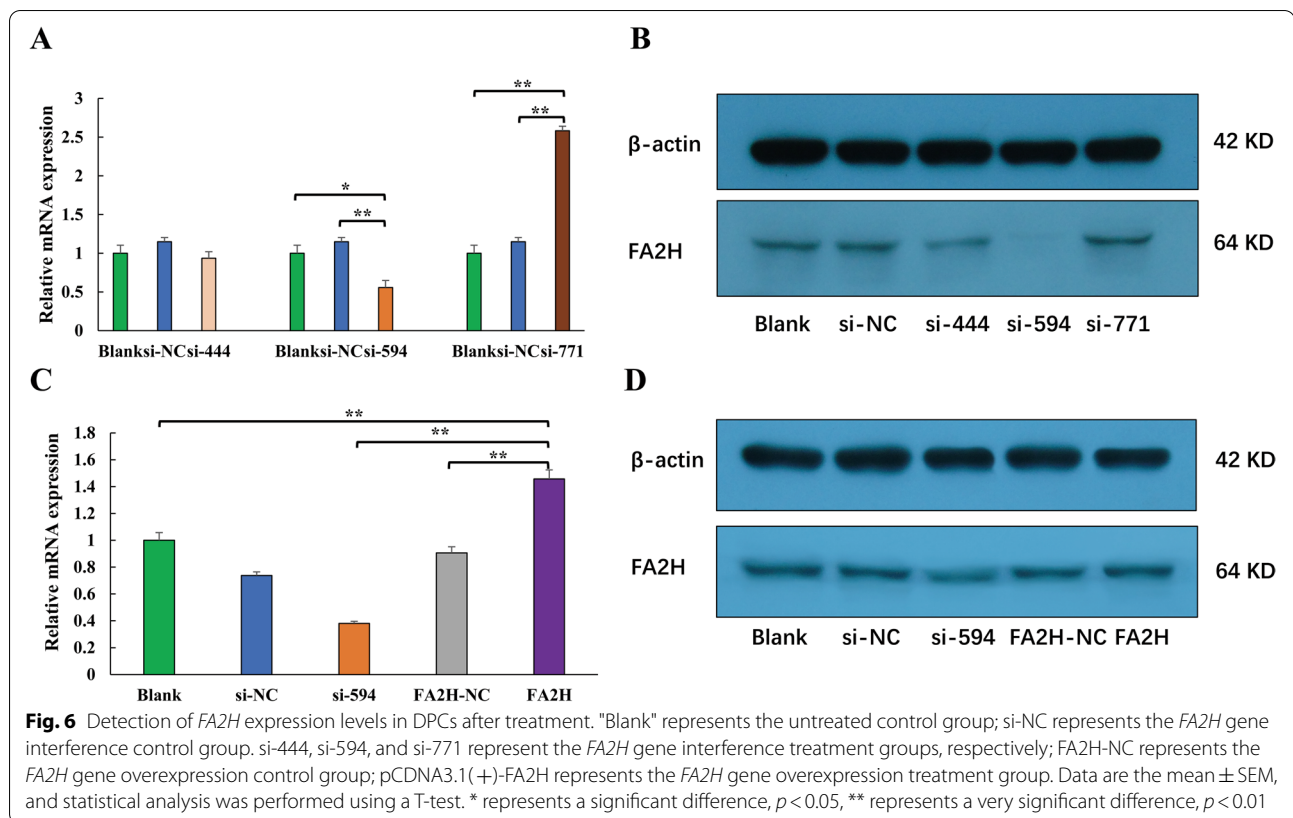 A
Relative mRNA expression
3
2.5
2
1.5
1
0.5
0
**
**
*
**
Blanksi-NCsi-444 Blanksi-NCsi-594 Blanksi-NCsi-771
B
β-actin 42 KD
FA2H 64 KD
Blank si-NC si-444 si-594 si-771
C
Relative mRNA expression
1.8
1.6
1.4
1.2
1
0.8
0.6
0.4
0.2
0
**
**
**
Blank si-NC si-594 FA2H-NC FA2H
D
β-actin 42 KD
FA2H 64 KD
Blank si-NC si-594 FA2H-NC FA2H
Fig. 6 Detection of FA2H expression levels in DPCs after treatment. "Blank" represents the untreated control group; si-NC represents the FA2H gene
interference control group. si-444, si-594, and si-771 represent the FA2H gene interference treatment groups, respectively; FA2H-NC represents the
FA2H gene overexpression control group; pCDNA3.1(+)-FA2H represents the FA2H gene overexpression treatment group. Data are the mean ± SEM,
and statistical analysis was performed using a T-test. * represents a significant difference, p < 0.05, ** represents a very significant difference, p < 0.01